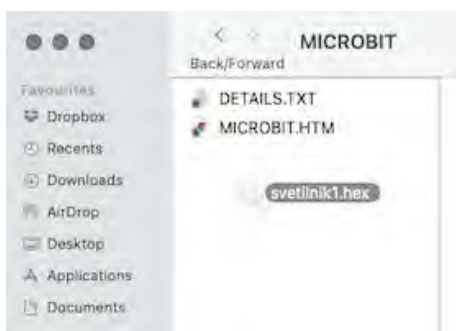 MICROBIT
Back/Forward
Favourites
Dropbox
Recents
Downloads
AirDrop
Desktop
Applications
Documents
DETAILS.TXT
MICROBIT.HTM
svetilnik1.hex